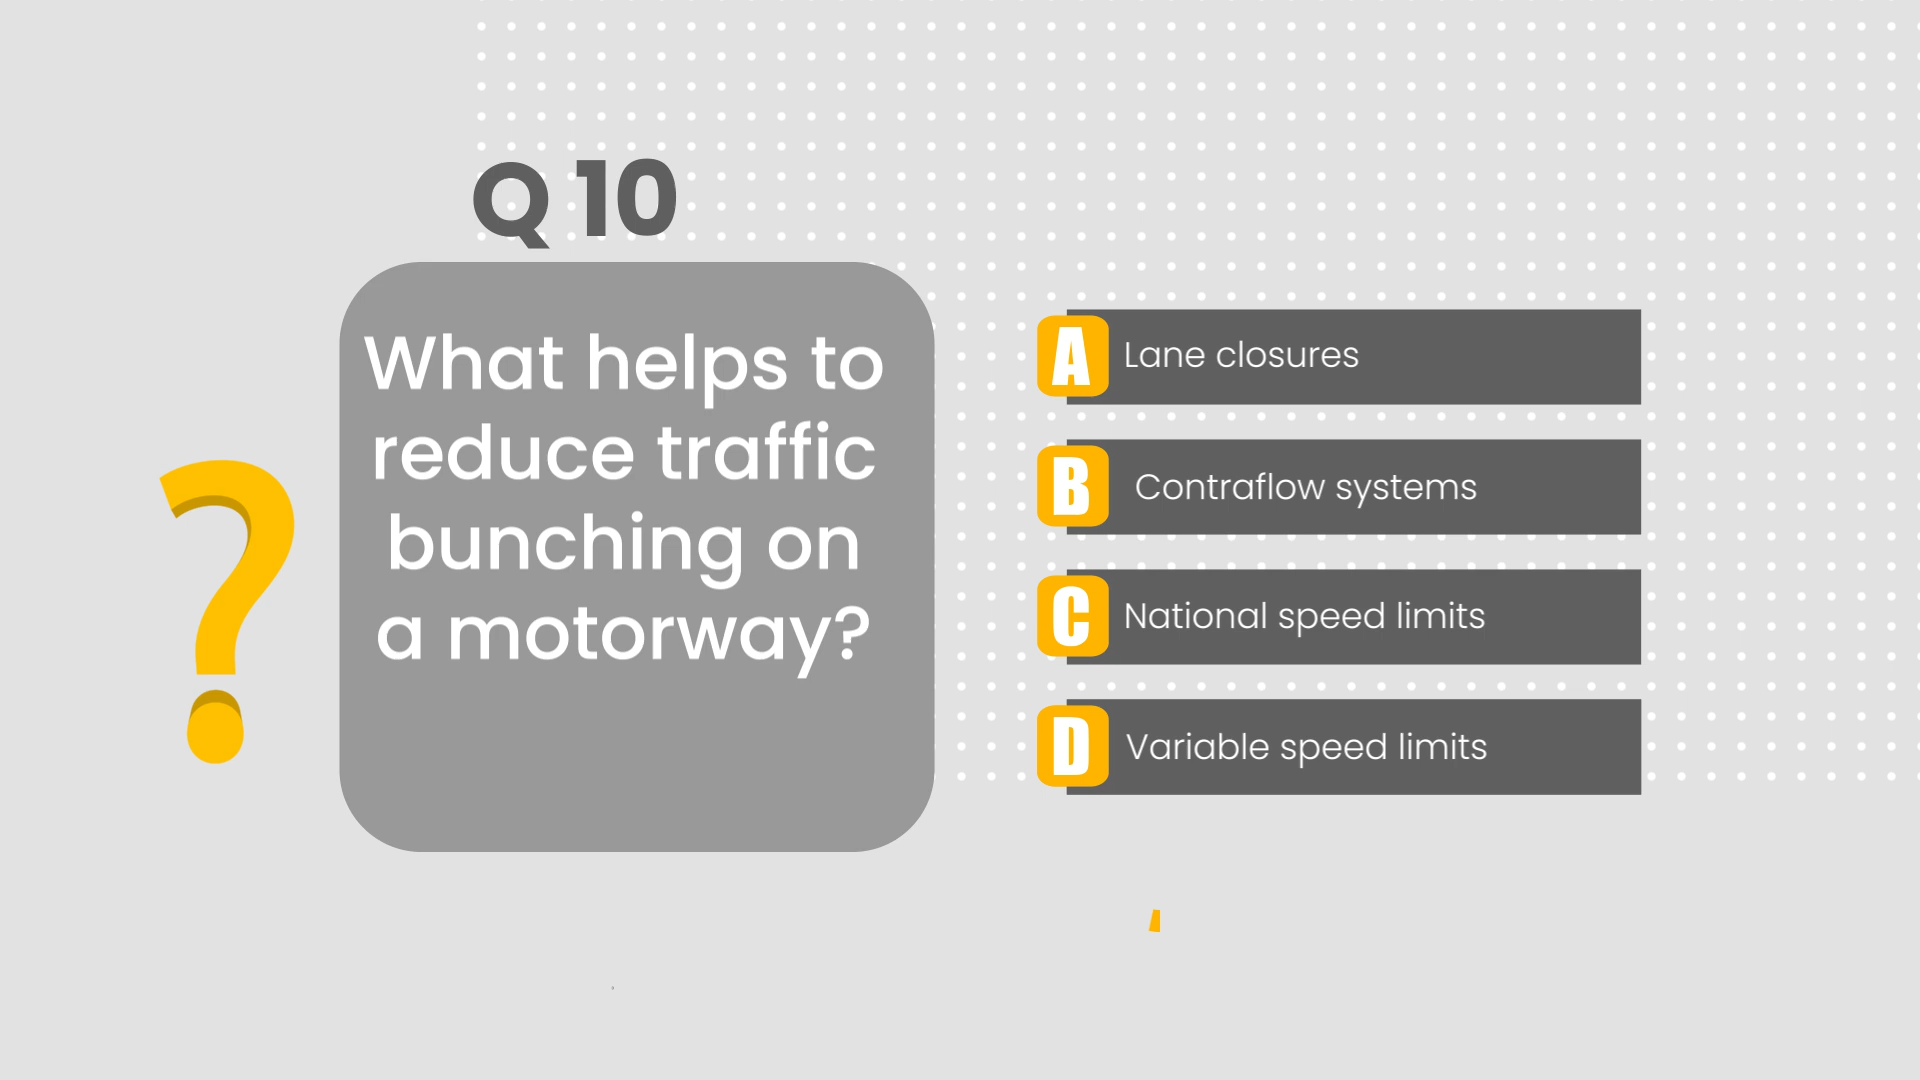 Q 10
What helps to
reduce traffic
bunching on
a motorway?
?
A Lane closures
B Contraflow systems
C National speed limits
D Variable speed limits